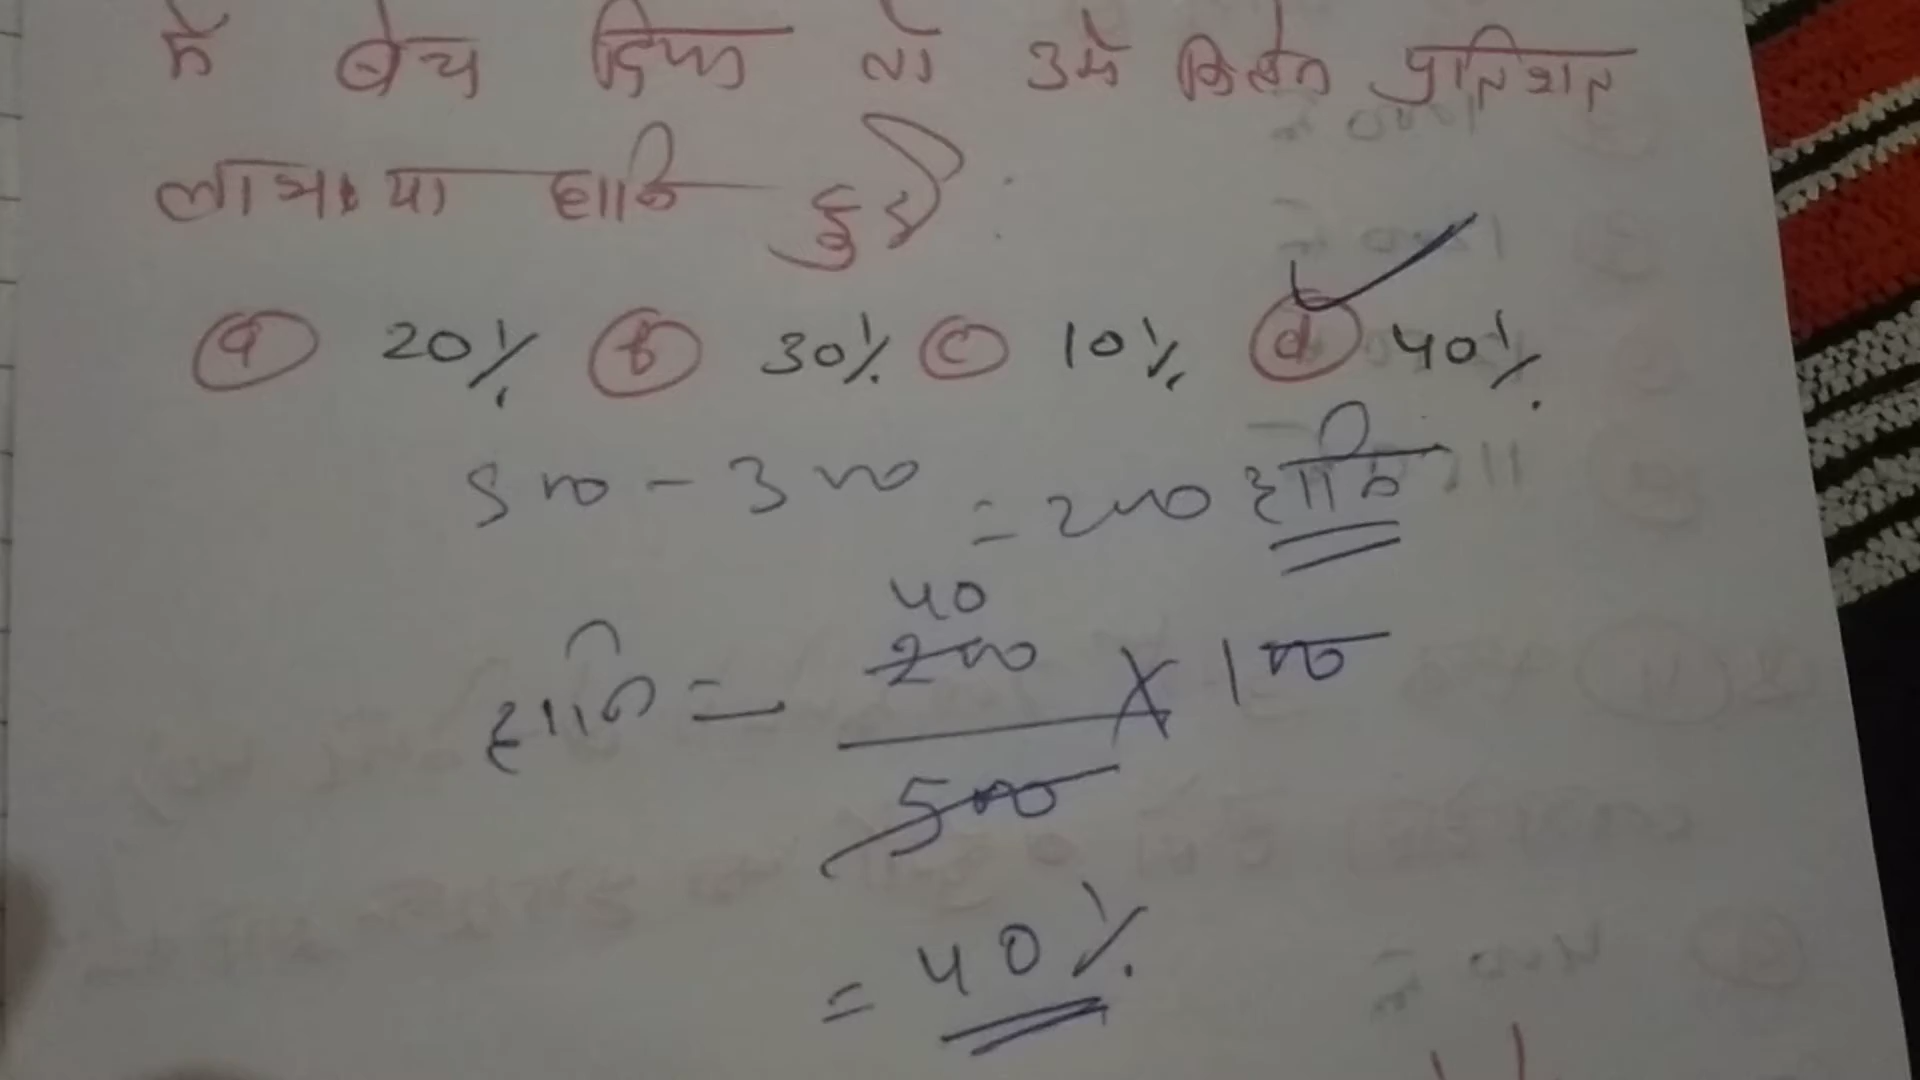 में बेच दिया तो उसे कितने प्रतिशत
लाभ या हानि हुई :
(a) 20% (b) 30% (c) 10% (d) 40%
500 - 300 = 200 हानि
40
हानि = 200 / 500 × 100
= 40%